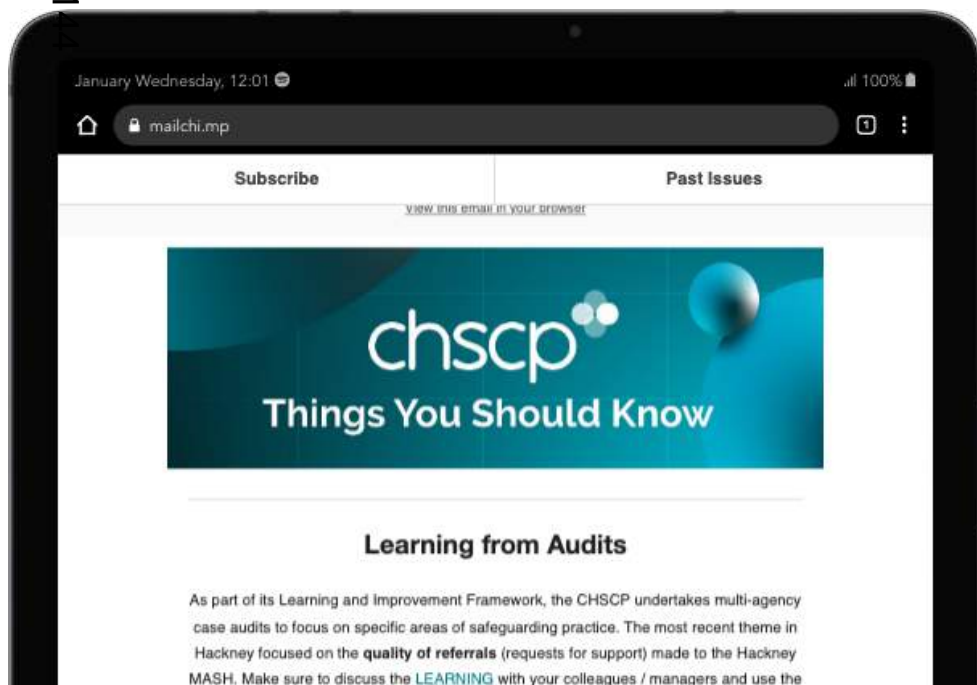 44
January Wednesday, 12:01
100%
mailchi.mp
1
Subscribe
Past Issues
View this email in your browser
chscp
Things You Should Know
Learning from Audits
As part of its Learning and Improvement Framework, the CHSCP undertakes multi-agency
case audits to focus on specific areas of safeguarding practice. The most recent theme in
Hackney focused on the quality of referrals (requests for support) made to the Hackney
MASH. Make sure to discuss the LEARNING with your colleagues / managers and use the